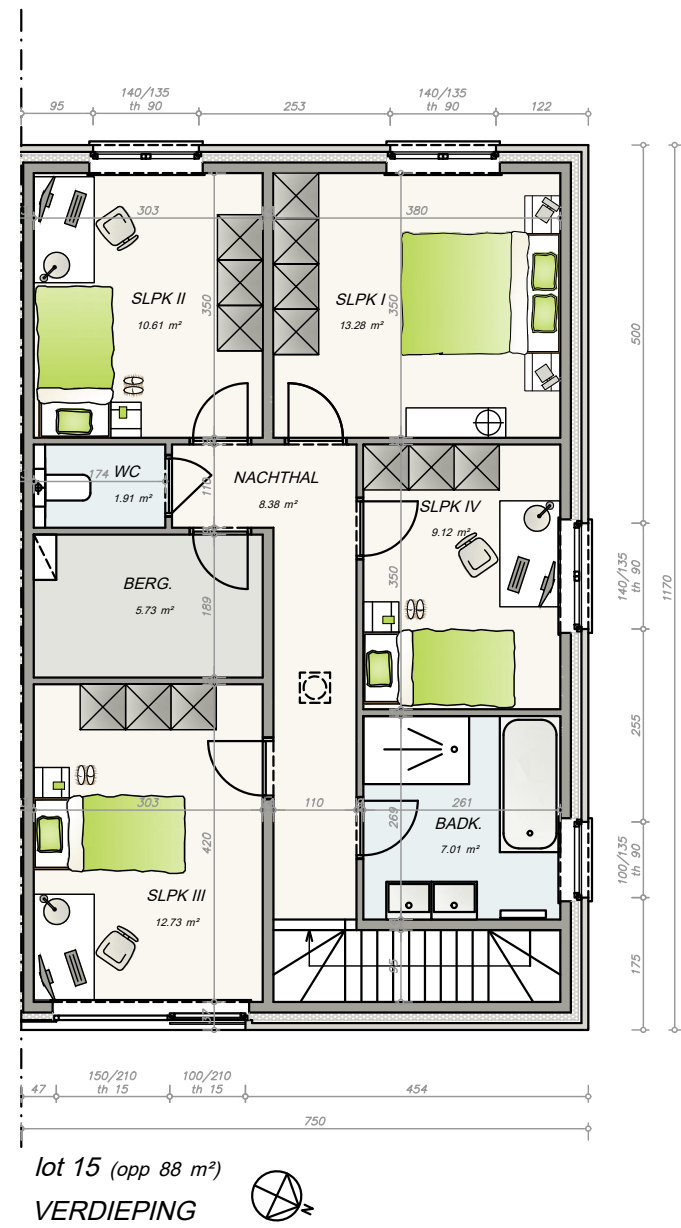 140/135 140/135
95 th 90 253 th 90 122
303 380
SLPK II SLPK I
10.61 m² 13.28 m²
350 350
500
174 WC
1.91 m²
110
NACHTHAL
8.38 m²
SLPK IV
9.12 m²
140/135
th 90
1170
BERG.
5.73 m²
189
350
255
303 110 261
269
BADK.
7.01 m²
420
100/135
th 90
SLPK III
12.73 m²
95
175
47 150/210 100/210 454
th 15 th 15
750
lot 15 (opp 88 m²)
VERDIEPING
N